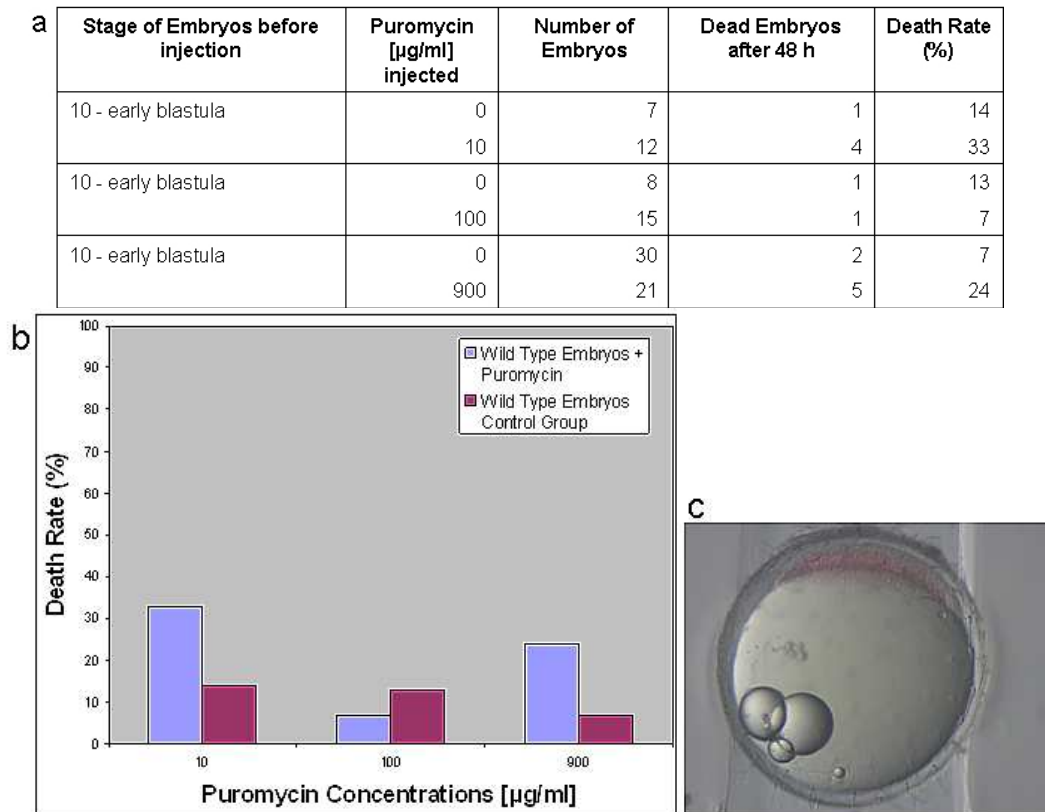 a
Stage of Embryos before injection
Puromycin [µg/ml] injected
Number of Embryos
Dead Embryos after 48 h
Death Rate (%)
10 - early blastula 0 7 1 14
10 12 4 33
10 - early blastula 0 8 1 13
100 15 1 7
10 - early blastula 0 30 2 7
900 21 5 24
b
100
90
80
70
60
50
40
30
20
10
0
Death Rate (%)
Wild Type Embryos +
Puromycin
Wild Type Embryos
Control Group
10 100 900
Puromycin Concentrations [µg/ml]
c